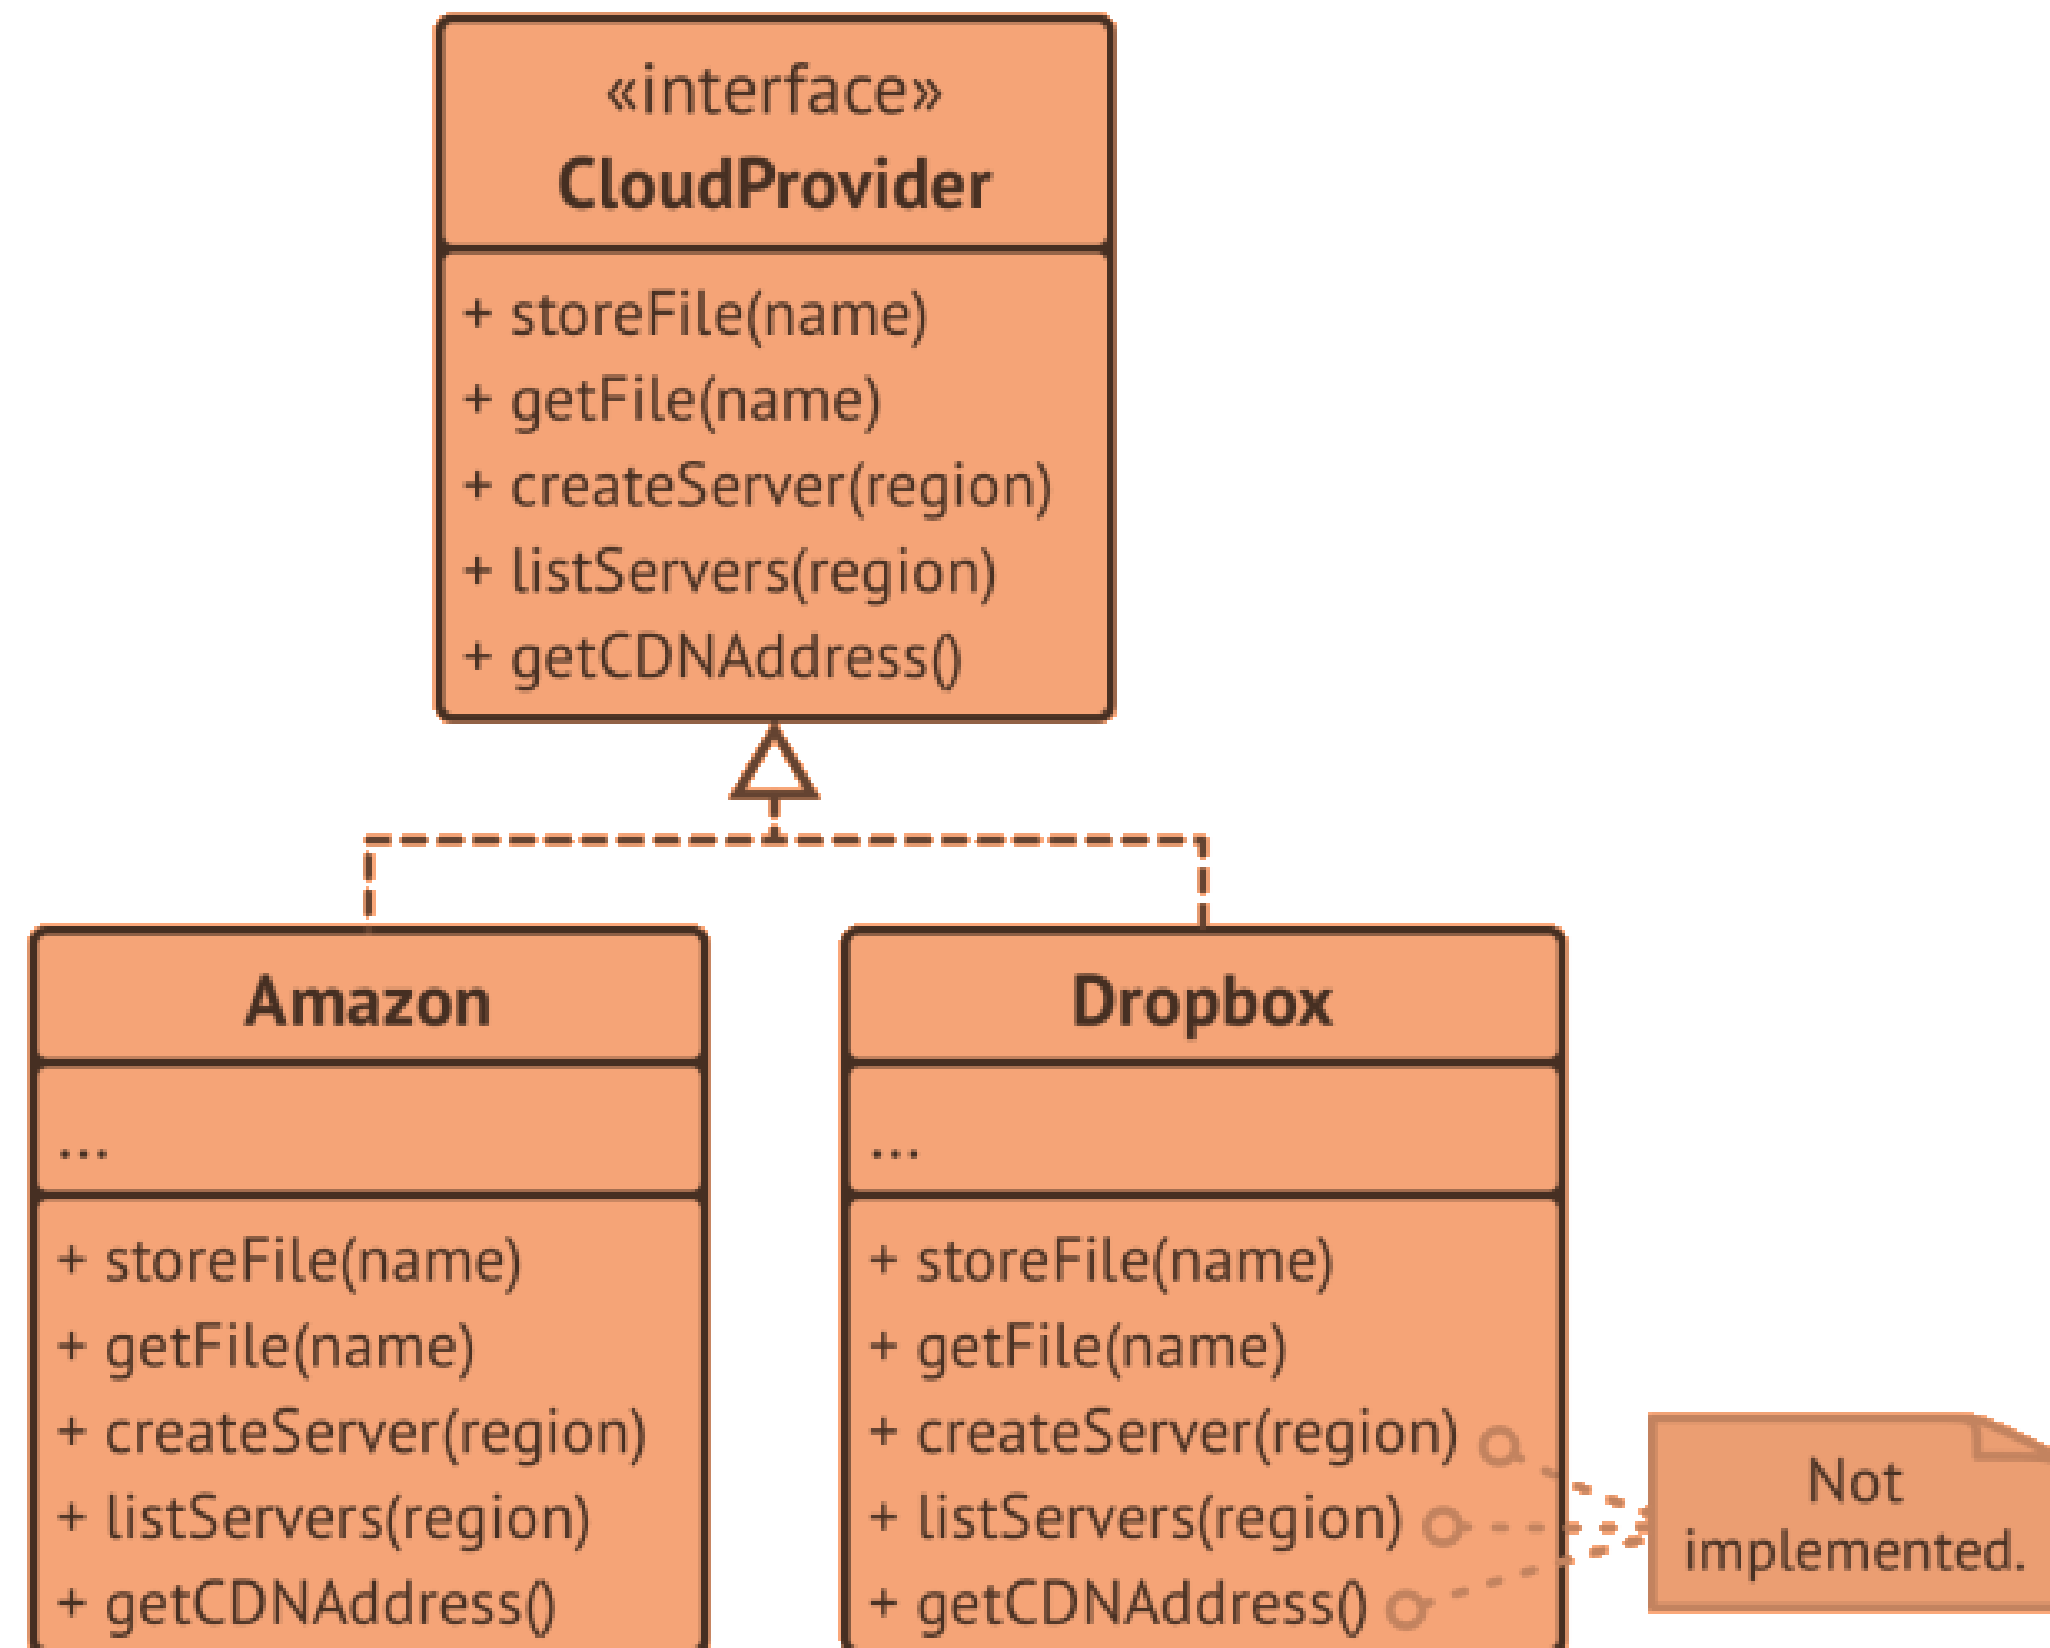 «interface»
CloudProvider
+ storeFile(name)
+ getFile(name)
+ createServer(region)
+ listServers(region)
+ getCDNAddress()
Amazon
...
+ storeFile(name)
+ getFile(name)
+ createServer(region)
+ listServers(region)
+ getCDNAddress()
Dropbox
...
+ storeFile(name)
+ getFile(name)
+ createServer(region)
+ listServers(region)
+ getCDNAddress()
Not
implemented.